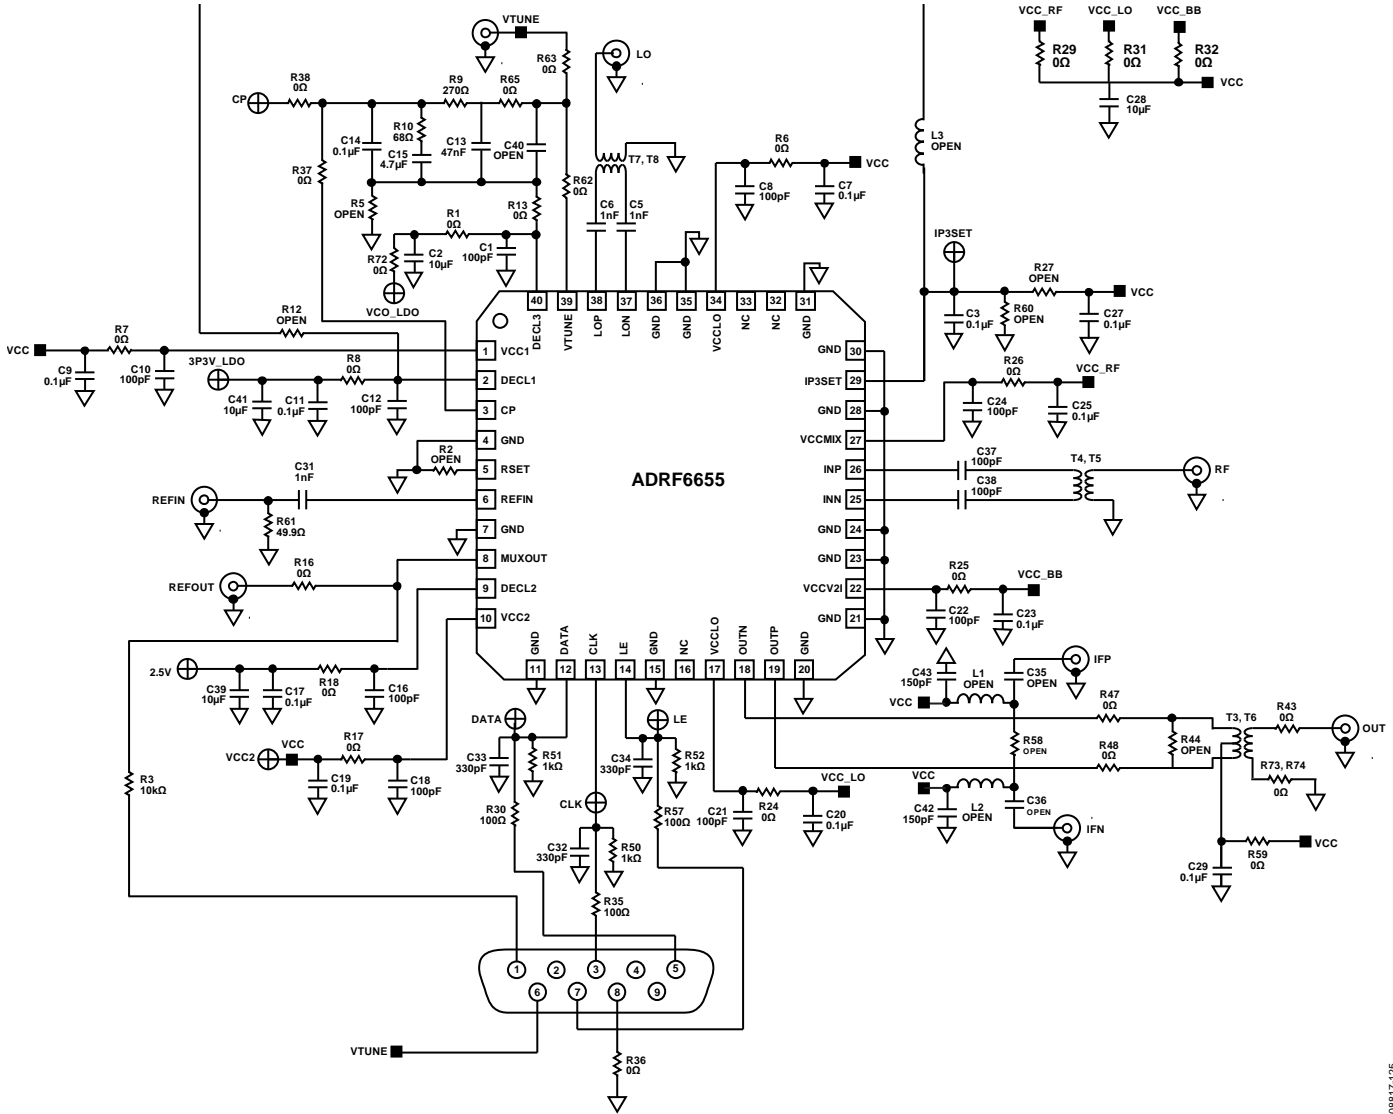 VTUNE
R63
0Ω
LO
VCC_RF
VCC_LO
VCC_BB
R29
0Ω
R31
0Ω
R32
0Ω
VCC
C28
10µF
CP
R38
0Ω
R9
270Ω
R65
0Ω
C14
0.1µF
R10
68Ω
C15
4.7µF
C13
47nF
C40
OPEN
T7, T8
R6
0Ω
VCC
L3
OPEN
R37
0Ω
R62
0Ω
C8
100pF
C7
0.1µF
R5
OPEN
R1
0Ω
R13
0Ω
C6
1nF
C5
1nF
R72
0Ω
C2
10µF
C1
100pF
VCO_LDO
IP3SET
R27
OPEN
VCC
C3
0.1µF
R60
OPEN
C27
0.1µF
R12
OPEN
40
39
38
37
36
35
34
33
32
31
DECL3
VTUNE
LOP
LON
GND
GND
VCCLO
NC
NC
GND
VCC
R7
0Ω
C9
0.1µF
C10
100pF
3P3V_LDO
R8
0Ω
C41
10µF
C11
0.1µF
C12
100pF
1
VCC1
2
DECL1
3
CP
4
GND
5
RSET
6
REFIN
7
GND
8
MUXOUT
9
DECL2
10
VCC2
R2
OPEN
ADRF6655
GND
30
IP3SET
29
GND
28
VCCMIX
27
INP
26
INN
25
GND
24
GND
23
VCCV2I
22
GND
21
R26
0Ω
VCC_RF
C24
100pF
C25
0.1µF
C37
100pF
C38
100pF
T4, T5
RF
REFIN
C31
1nF
R61
49.9Ω
REFOUT
R16
0Ω
R25
0Ω
VCC_BB
C22
100pF
C23
0.1µF
GND
DATA
CLK
LE
GND
NC
VCCLO
OUTN
OUTP
GND
11
12
13
14
15
16
17
18
19
20
2.5V
C39
10µF
C17
0.1µF
R18
0Ω
C16
100pF
C43
150pF
L1
OPEN
C35
OPEN
IFP
VCC
R47
0Ω
T3, T6
R43
0Ω
OUT
R58
OPEN
R44
OPEN
R48
0Ω
R73, R74
0Ω
VCC
C42
150pF
L2
OPEN
C36
OPEN
IFN
R59
0Ω
VCC
C29
0.1µF
VCC2
VCC
R17
0Ω
C19
0.1µF
C18
100pF
R3
10kΩ
DATA
C33
330pF
R51
1kΩ
R30
100Ω
LE
C34
330pF
R52
1kΩ
R57
100Ω
CLK
C32
330pF
R50
1kΩ
R35
100Ω
VCC_LO
C21
100pF
R24
0Ω
C20
0.1µF
1
2
3
4
5
6
7
8
9
VTUNE
R36
0Ω